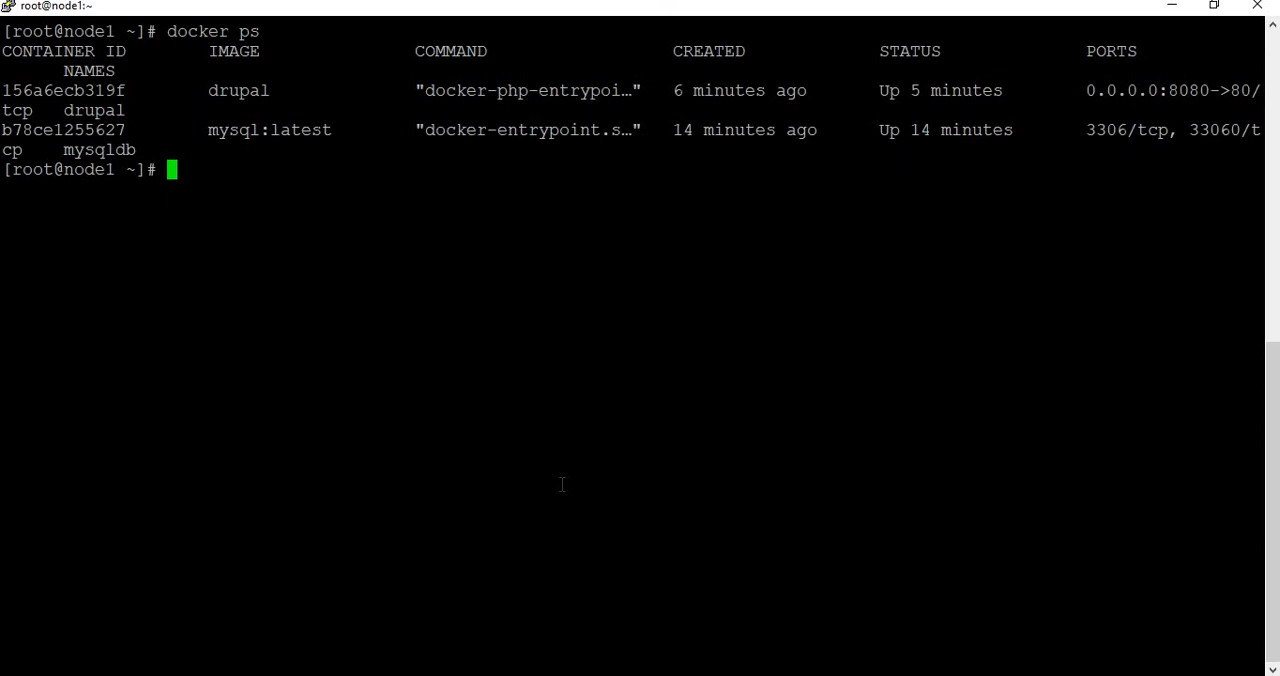 root@node1:~
[root@node1 ~]# docker ps
CONTAINER ID        IMAGE               COMMAND                  CREATED             STATUS              PORTS
      NAMES
156a6ecb319f        drupal              "docker-php-entrypoi…"   6 minutes ago       Up 5 minutes        0.0.0.0:8080->80/
tcp   drupal
b78ce1255627        mysql:latest        "docker-entrypoint.s…"   14 minutes ago      Up 14 minutes       3306/tcp, 33060/t
cp    mysqldb
[root@node1 ~]#